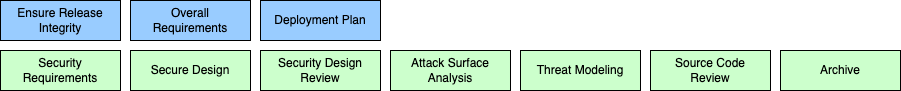 Ensure Release
Integrity
Overall
Requirements
Deployment Plan
Security
Requirements
Secure Design
Security Design
Review
Attack Surface
Analysis
Threat Modeling
Source Code
Review
Archive